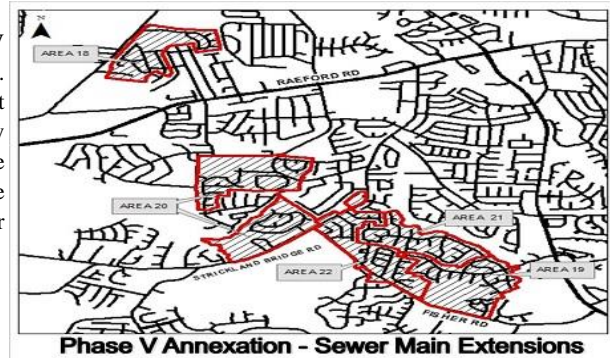 N
AREA 18
RAEFORD RD
AREA 20
AREA 21
STRICKLAND BRIDGE RD
AREA 22
AREA 19
FISHER RD
Phase V Annexation - Sewer Main Extensions